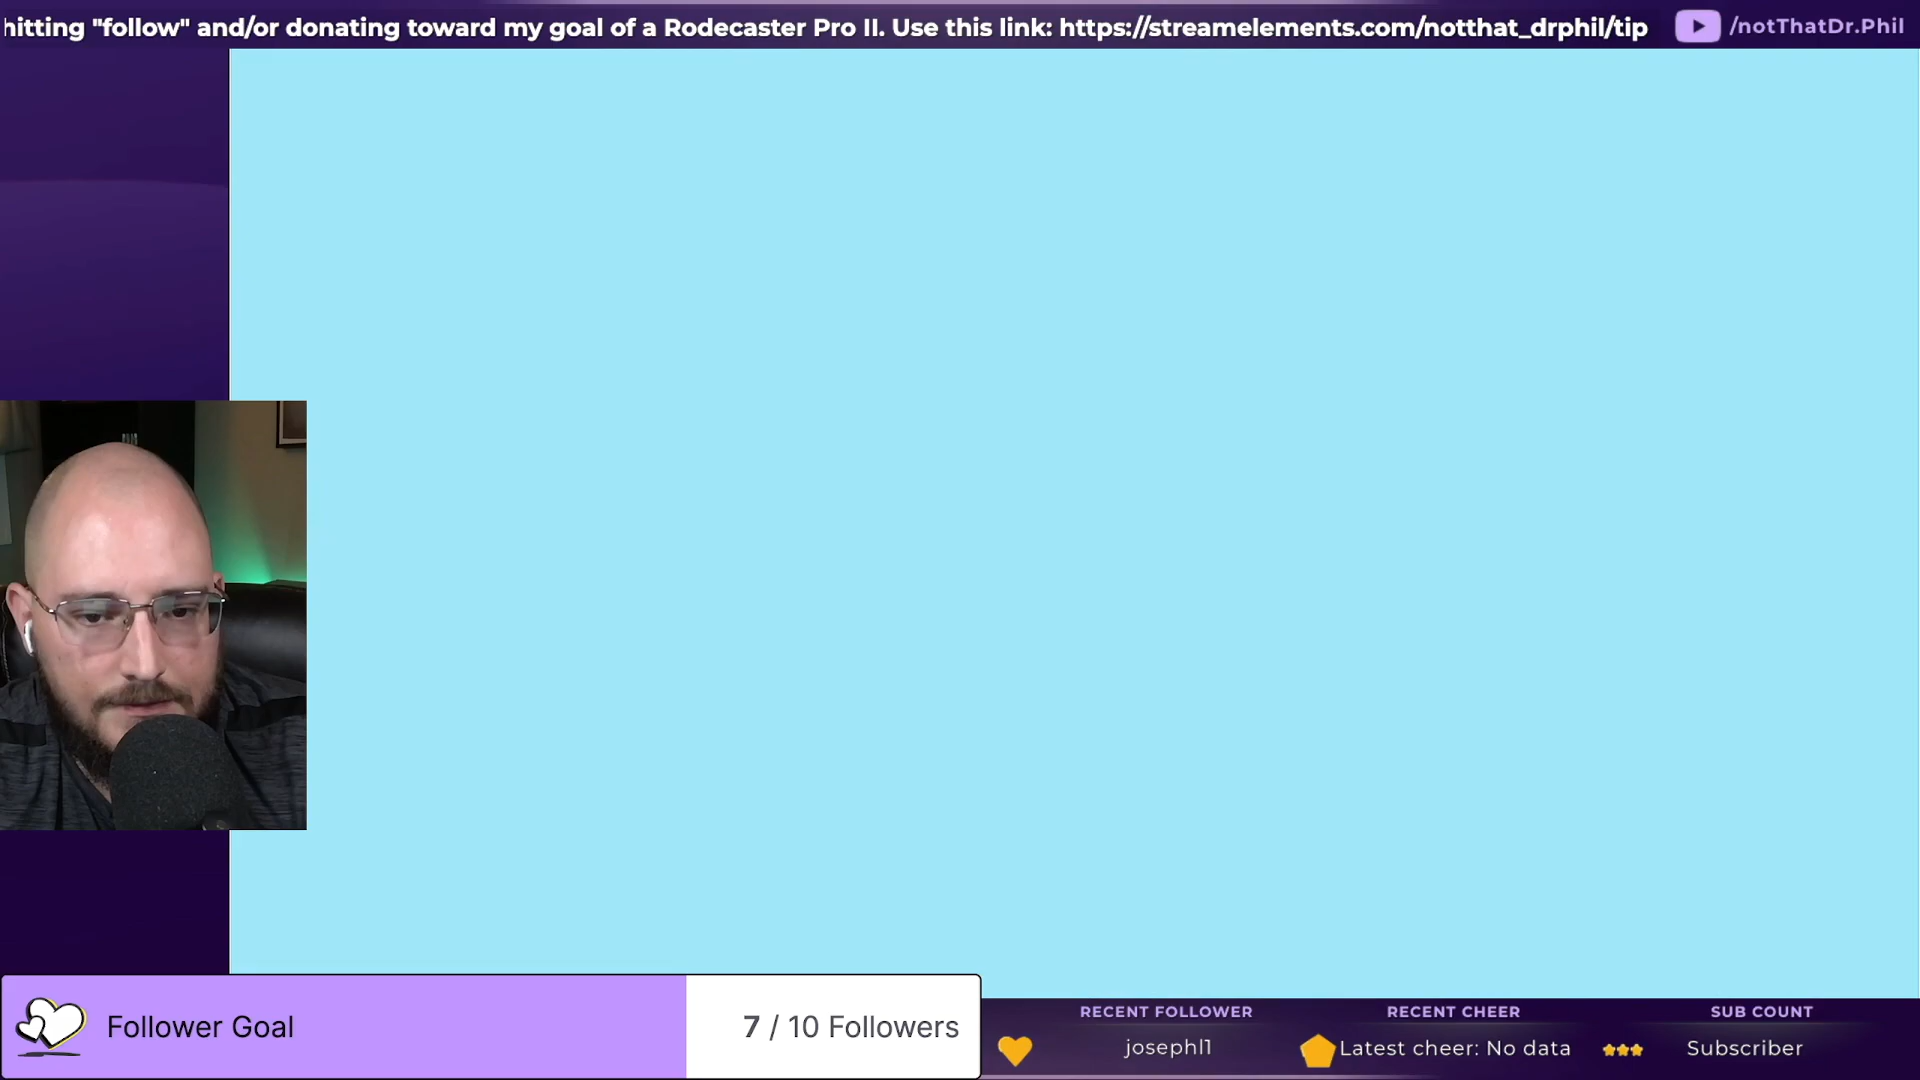 hitting "follow" and/or donating toward my goal of a Rodecaster Pro II. Use this link: https://streamelements.com/notthat_drphil/tip
/notThatDr.Phil
Follower Goal
7 / 10 Followers
RECENT FOLLOWER
josephl1
RECENT CHEER
Latest cheer: No data
SUB COUNT
Subscriber